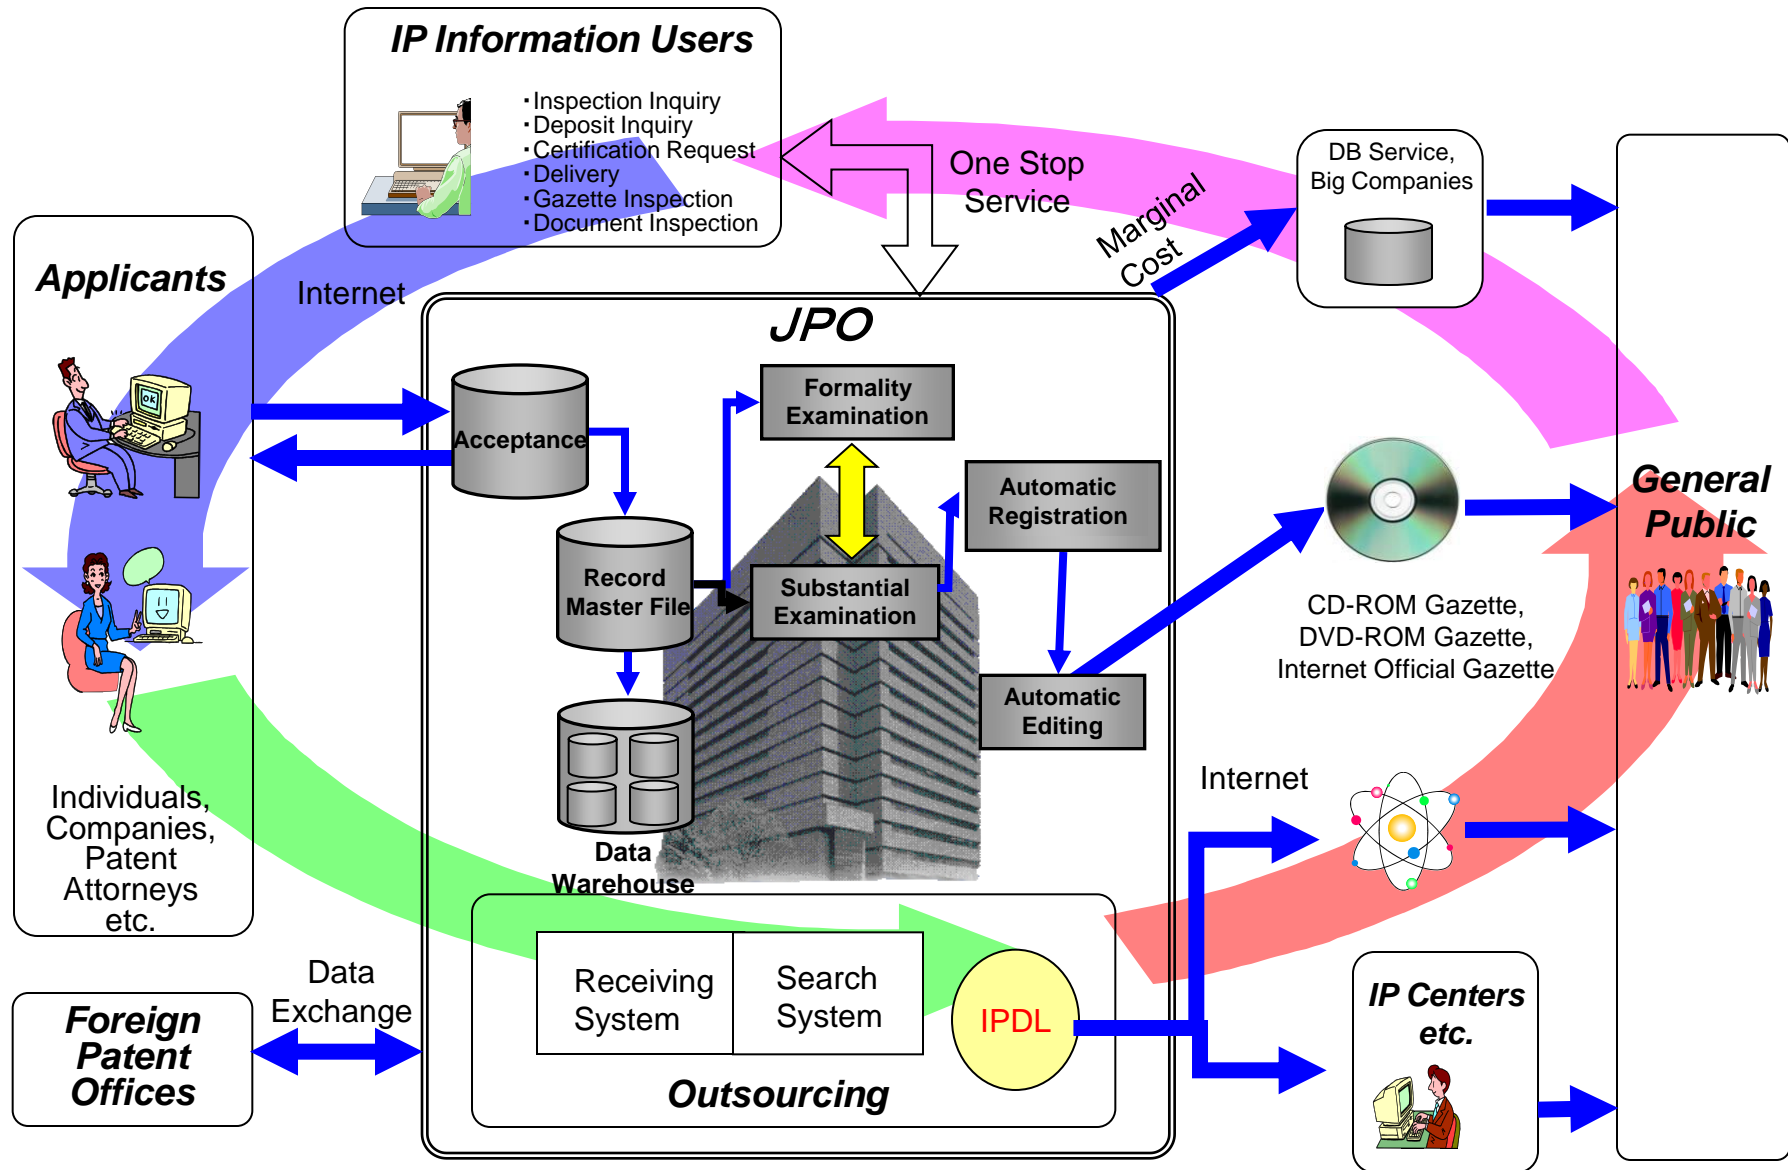 IP Information Users
・Inspection Inquiry
・Deposit Inquiry
・Certification Request
・Delivery
・Gazette Inspection
・Document Inspection
One Stop
Service
Marginal
Cost
DB Service,
Big Companies
Applicants
Internet
OK
Individuals,
Companies,
Patent
Attorneys
etc.
JPO
Acceptance
Formality
Examination
Record
Master File
Substantial
Examination
Automatic
Registration
Automatic
Editing
Data
Warehouse
CD-ROM Gazette,
DVD-ROM Gazette,
Internet Official Gazette
General
Public
Internet
Receiving
System
Search
System
IPDL
Outsourcing
Data
Exchange
Foreign
Patent
Offices
IP Centers
etc.